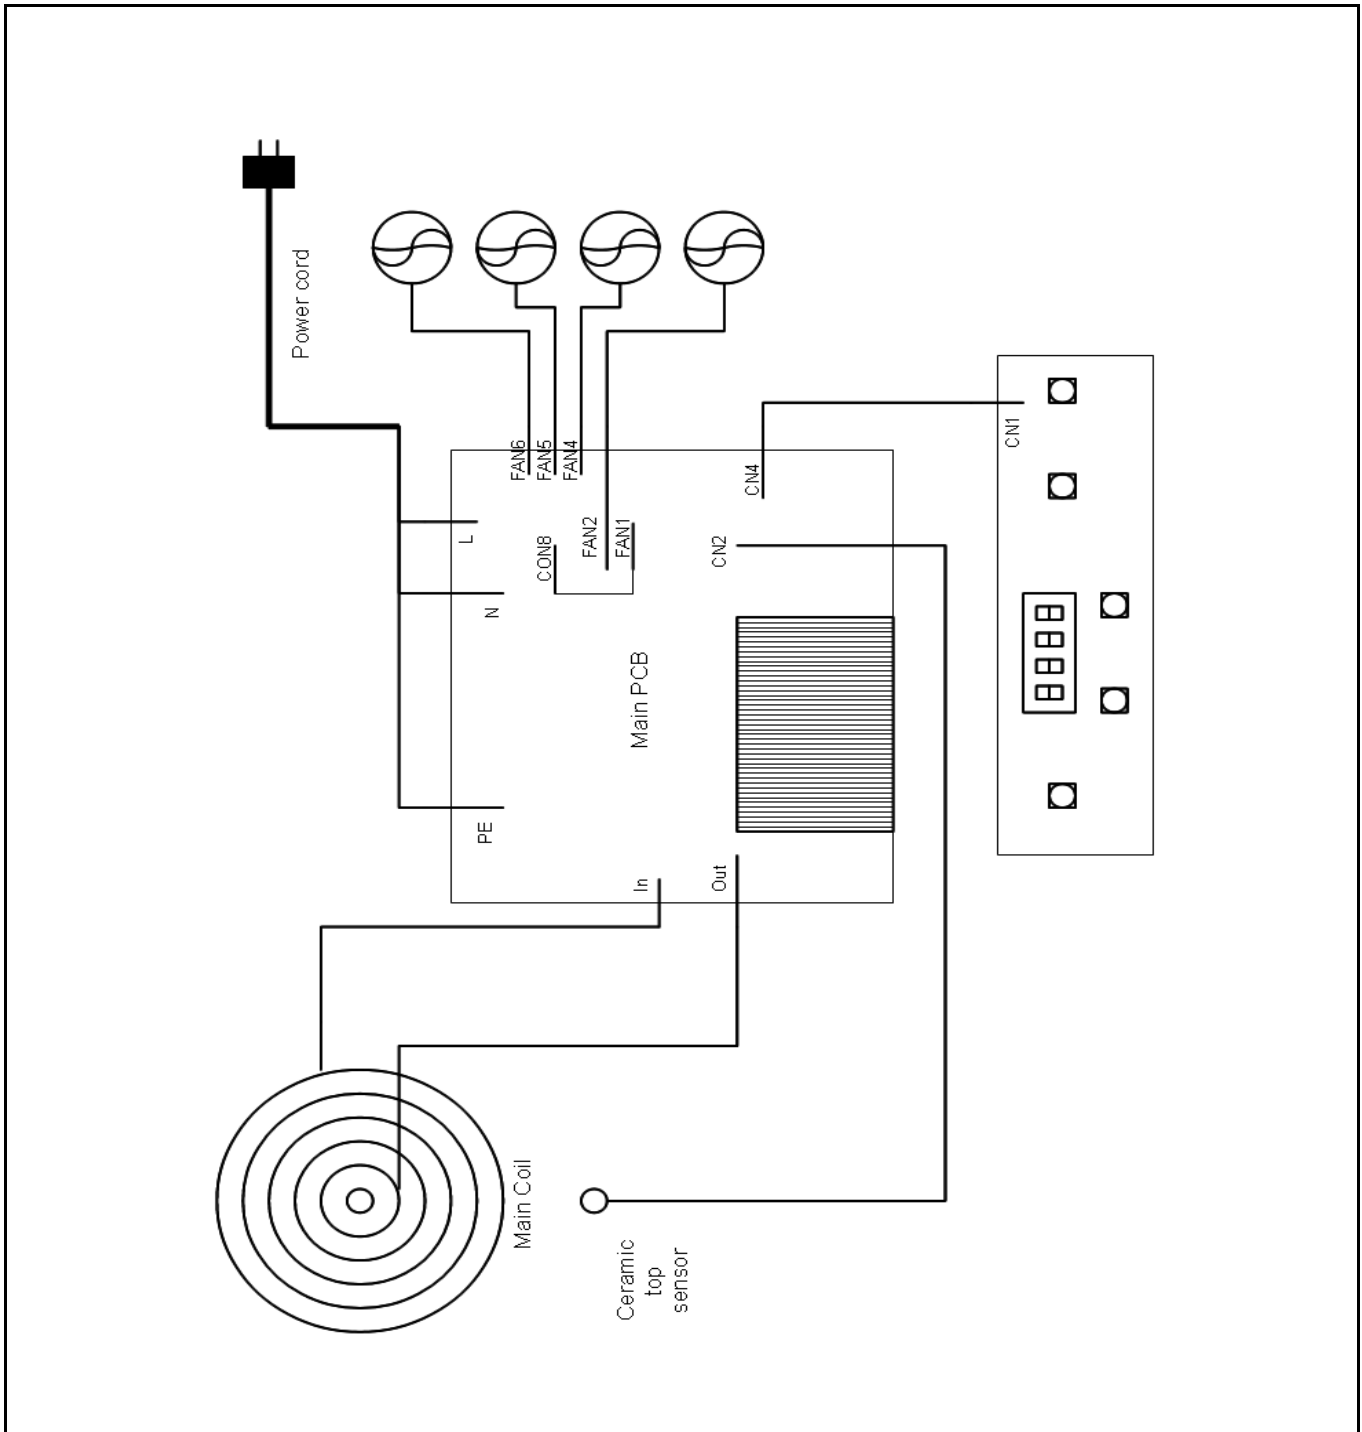 Power cord
FAN6
FAN5
FAN4
CN4
CN1
L
CON8
FAN2
FAN1
CN2
N
Main PCB
PE
In
Out
Main Coil
Ceramic
top
sensor